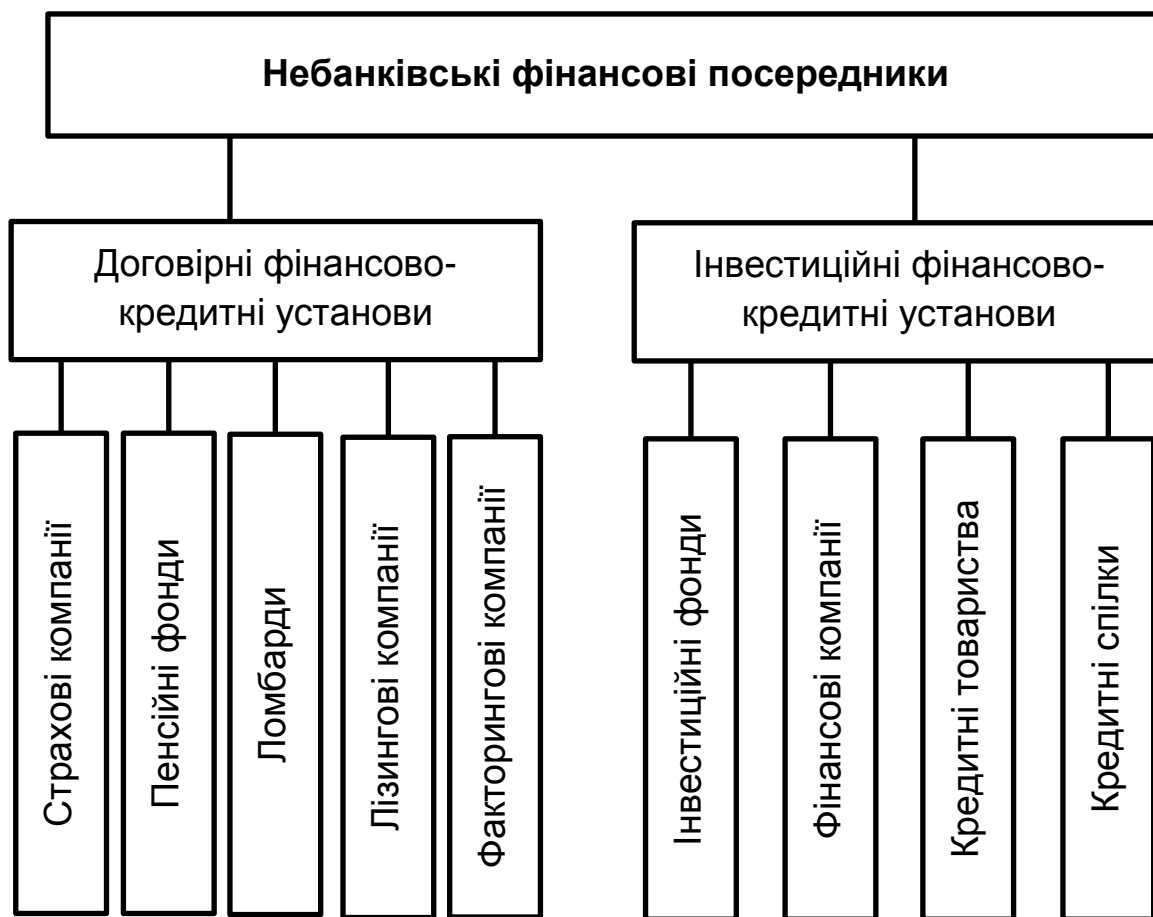 Небанківські фінансові посередники
Договірні фінансово-
кредитні установи
Інвестиційні фінансово-
кредитні установи
Страхові компанії
Пенсійні фонди
Ломбарди
Лізингові компанії
Факторингові компанії
Інвестиційні фонди
Фінансові компанії
Кредитні товариства
Кредитні спілки